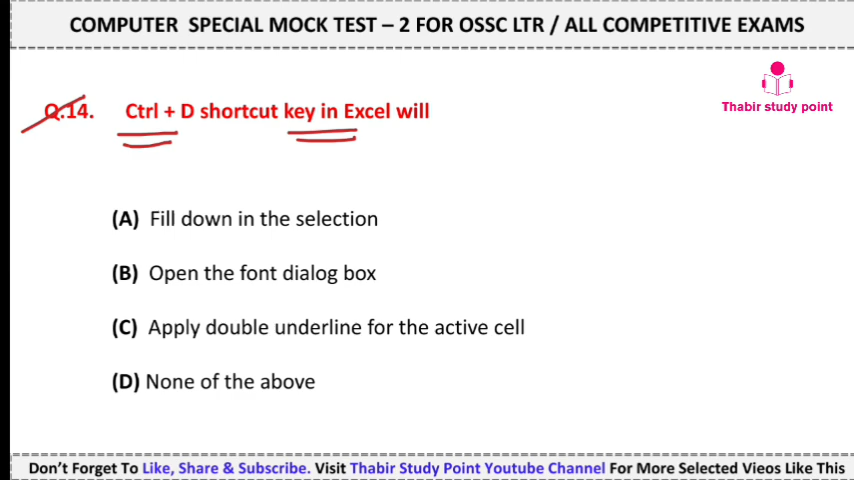 COMPUTER SPECIAL MOCK TEST – 2 FOR OSSC LTR / ALL COMPETITIVE EXAMS
Thabir study point
Q.14. Ctrl + D shortcut key in Excel will
(A) Fill down in the selection
(B) Open the font dialog box
(C) Apply double underline for the active cell
(D) None of the above
Don't Forget To Like, Share & Subscribe. Visit Thabir Study Point Youtube Channel For More Selected Vieos Like This